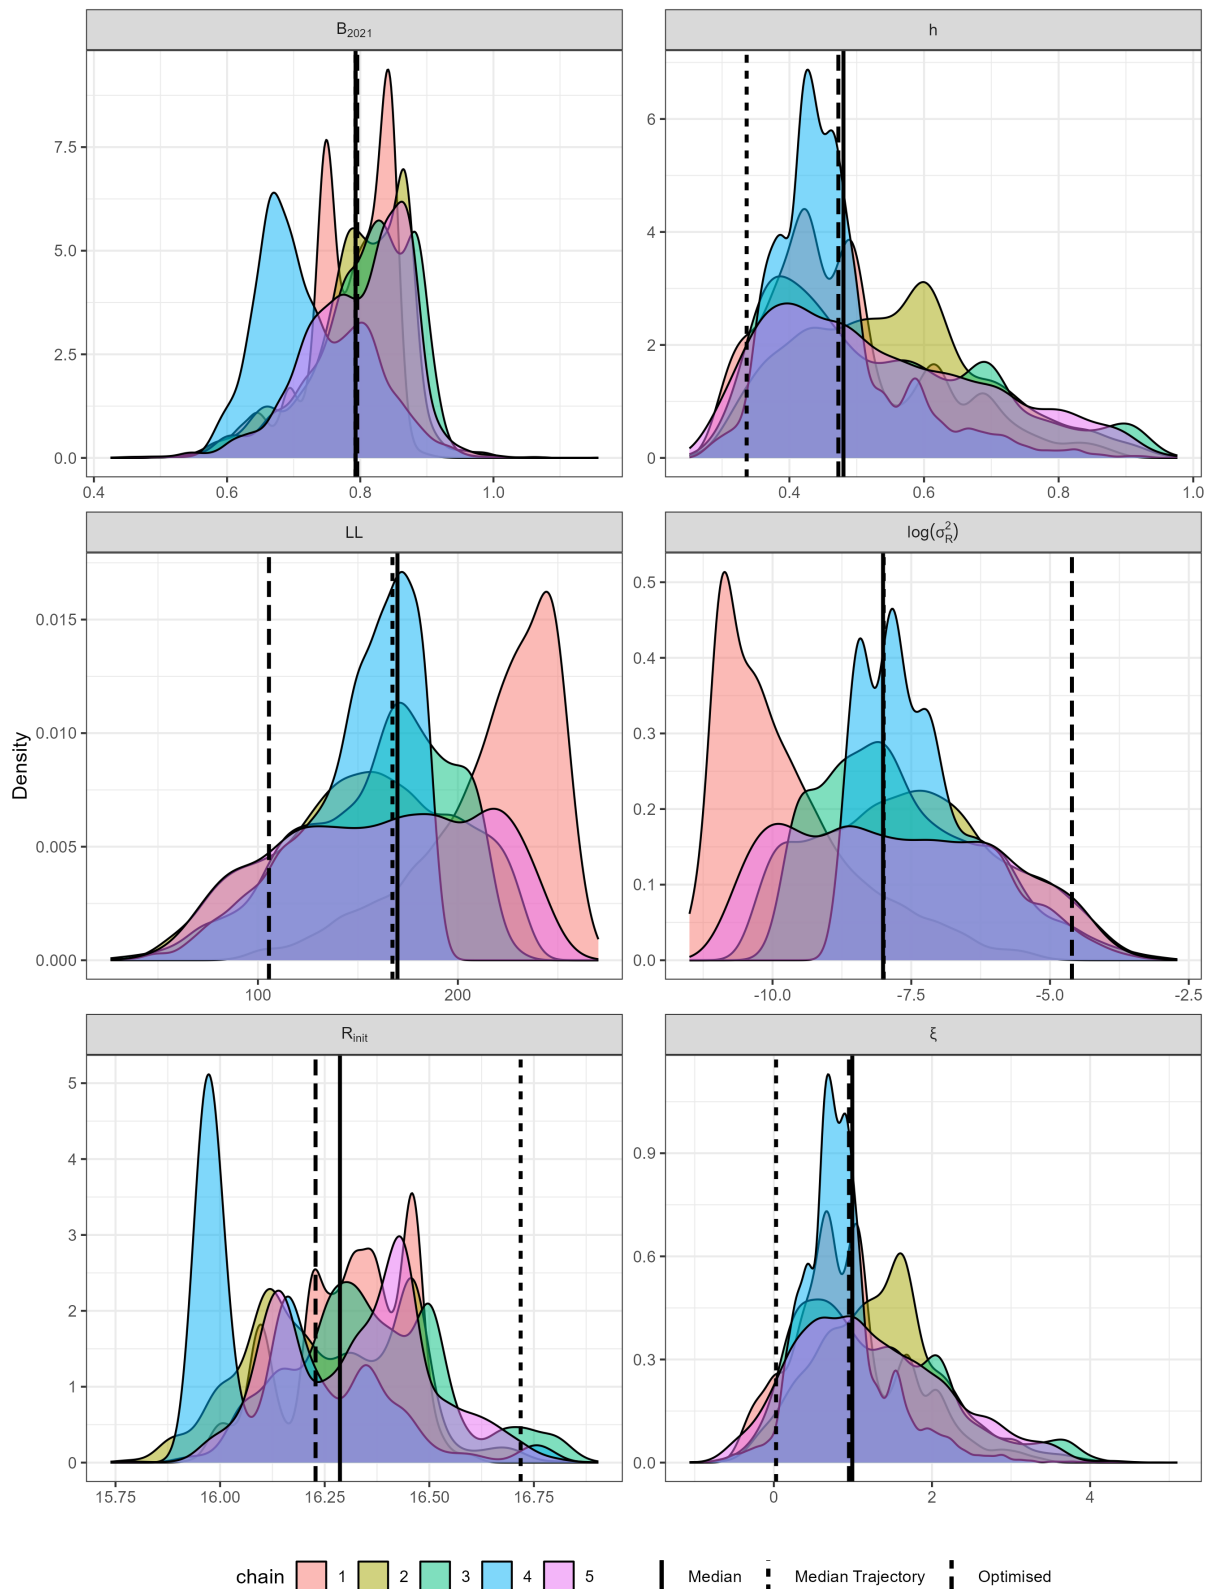 B2021
h
7.5
5.0
2.5
0.0
6
4
2
0
0.4 0.6 0.8 1.0
0.4 0.6 0.8 1.0
LL
log(σ²R)
Density
0.015
0.010
0.005
0.000
0.5
0.4
0.3
0.2
0.1
0.0
100 200
-10.0 -7.5 -5.0 -2.5
Rinit
ξ
5
4
3
2
1
0
0.9
0.6
0.3
0.0
15.75 16.00 16.25 16.50 16.75
0 2 4
chain 1 2 3 4 5 Median Median Trajectory Optimised